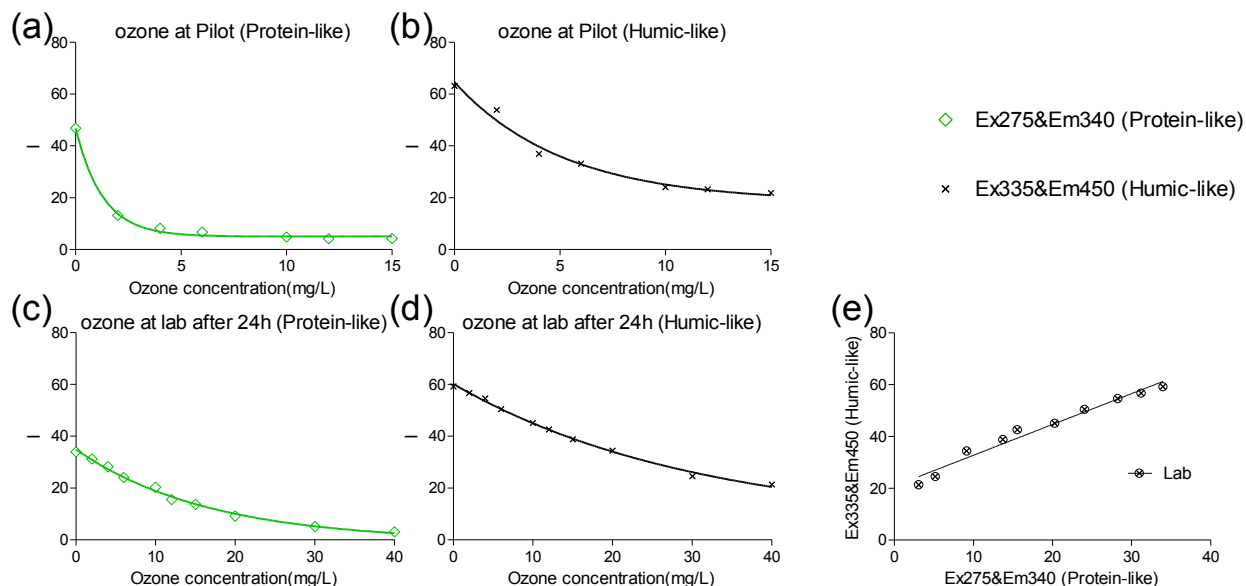 (a)
ozone at Pilot (Protein-like)
80
60
40
20
0
I
0 5 10 15
Ozone concentration(mg/L)
(b)
ozone at Pilot (Humic-like)
80
60
40
20
0
I
0 5 10 15
Ozone concentration(mg/L)
Ex275&Em340 (Protein-like)
Ex335&Em450 (Humic-like)
(c)
ozone at lab after 24h (Protein-like)
80
60
40
20
0
I
0 10 20 30 40
Ozone concentration(mg/L)
(d)
ozone at lab after 24h (Humic-like)
80
60
40
20
0
I
0 10 20 30 40
Ozone concentration(mg/L)
(e)
Ex335&Em450 (Humic-like)
80
60
40
20
0
Lab
0 10 20 30 40
Ex275&Em340 (Protein-like)